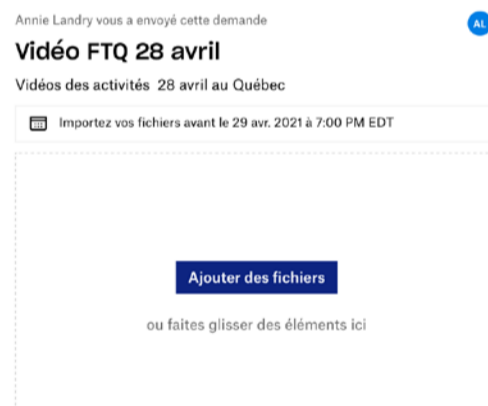 Annie Landry vous a envoyé cette demande
AL
Vidéo FTQ 28 avril
Vidéos des activités 28 avril au Québec
Importez vos fichiers avant le 29 avr. 2021 à 7:00 PM EDT
Ajouter des fichiers
ou faites glisser des éléments ici